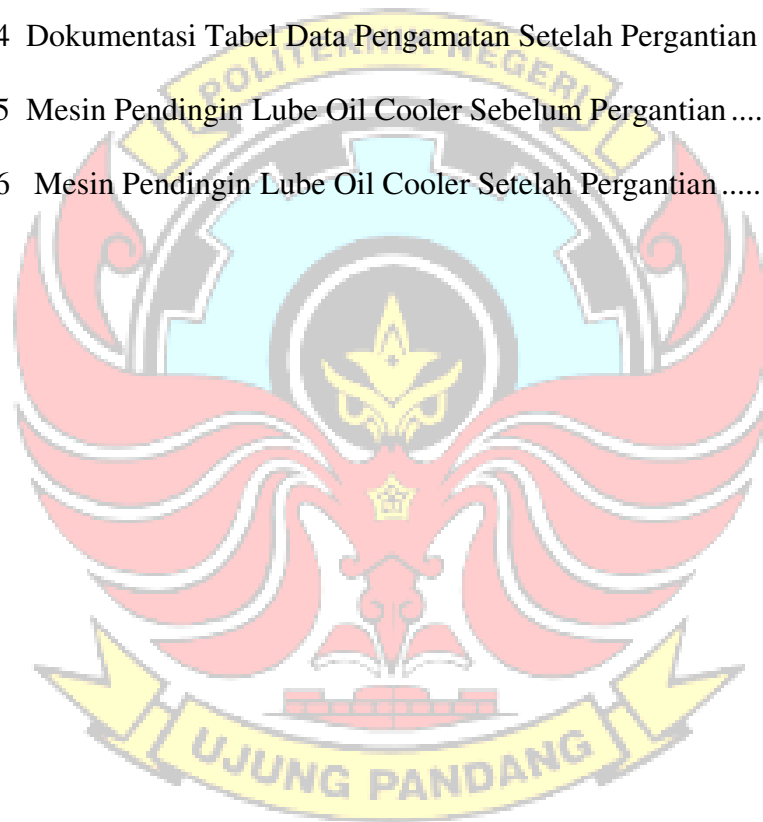 4 Dokumentasi Tabel Data Pengamatan Setelah Pergantian
POLITEKNIK NEGERI
5 Mesin Pendingin Lube Oil Cooler Sebelum Pergantian ....
6 Mesin Pendingin Lube Oil Cooler Setelah Pergantian .....
UJUNG PANDANG